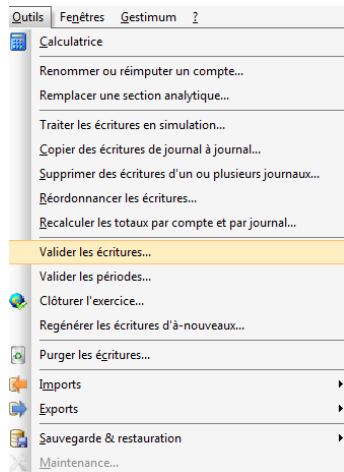 Outils Fenêtres Gestimum ?
Calculatrice
Renommer ou réimputer un compte...
Remplacer une section analytique...
Traiter les écritures en simulation...
Copier des écritures de journal à journal...
Supprimer des écritures d'un ou plusieurs journaux...
Réordonnancer les écritures...
Recalculer les totaux par compte et par journal...
Valider les écritures...
Valider les périodes...
Clôturer l'exercice...
Regénérer les écritures d'à-nouveaux...
Purger les écritures...
Imports
Exports
Sauvegarde & restauration
Maintenance...